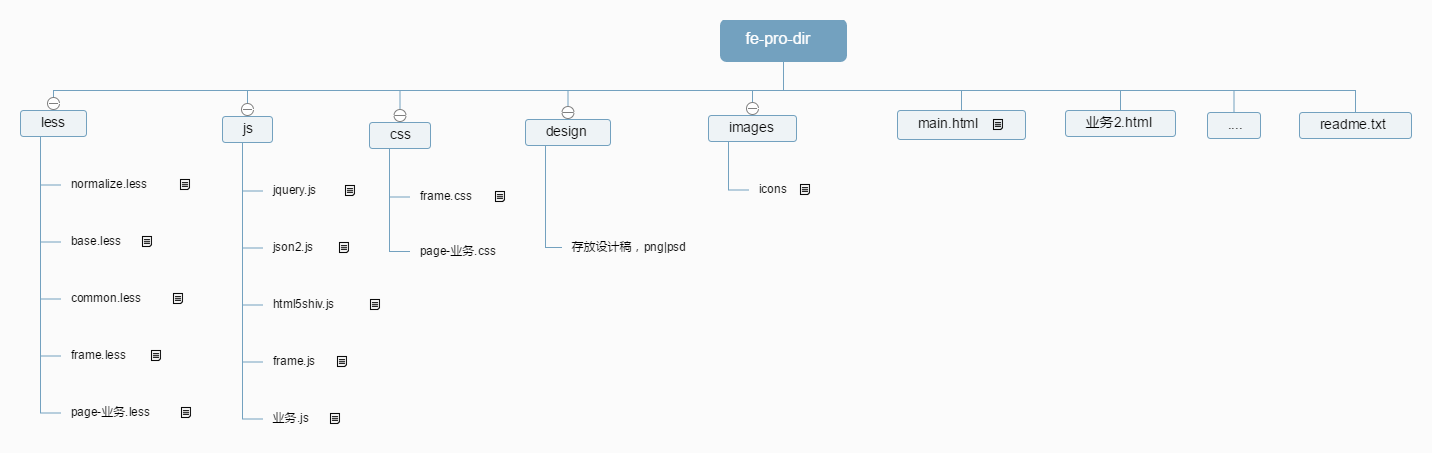 fe-pro-dir
less
js
css
design
images
main.html
业务2.html
....
readme.txt
normalize.less
base.less
common.less
frame.less
page-业务.less
jquery.js
json2.js
html5shiv.js
frame.js
业务.js
frame.css
page-业务.css
存放设计稿，png|psd
icons